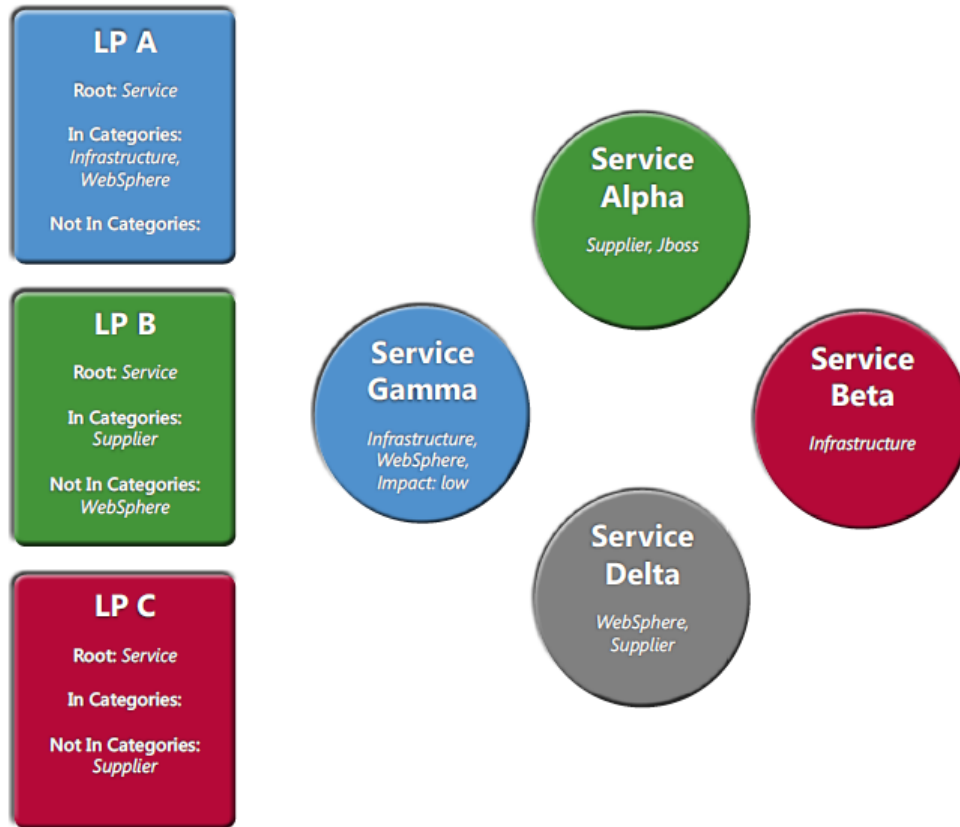 LP A
Root: Service
In Categories:
Infrastructure,
WebSphere
Not In Categories:
LP B
Root: Service
In Categories:
Supplier
Not In Categories:
WebSphere
LP C
Root: Service
In Categories:
Not In Categories:
Supplier
Service
Alpha
Supplier, Jboss
Service
Gamma
Infrastructure,
WebSphere,
Impact: low
Service
Beta
Infrastructure
Service
Delta
WebSphere,
Supplier